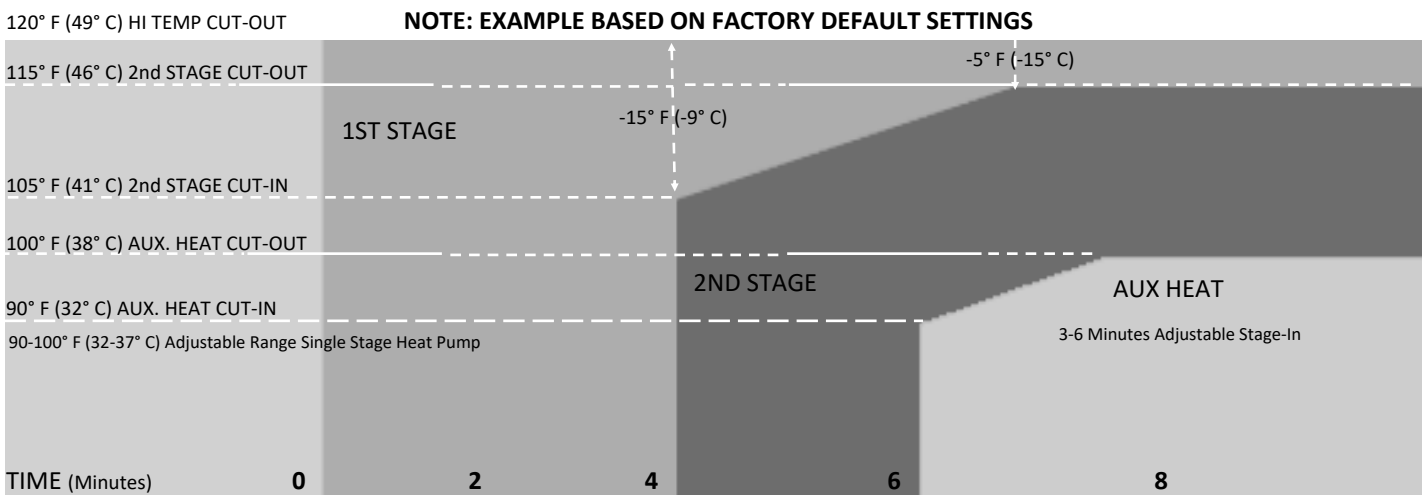 120° F (49° C) HI TEMP CUT-OUT
NOTE: EXAMPLE BASED ON FACTORY DEFAULT SETTINGS
-5° F (-15° C)
115° F (46° C) 2nd STAGE CUT-OUT
-15° F (-9° C)
1ST STAGE
105° F (41° C) 2nd STAGE CUT-IN
100° F (38° C) AUX. HEAT CUT-OUT
2ND STAGE
AUX HEAT
90° F (32° C) AUX. HEAT CUT-IN
3-6 Minutes Adjustable Stage-In
90-100° F (32-37° C) Adjustable Range Single Stage Heat Pump
TIME (Minutes) 0 2 4 6 8